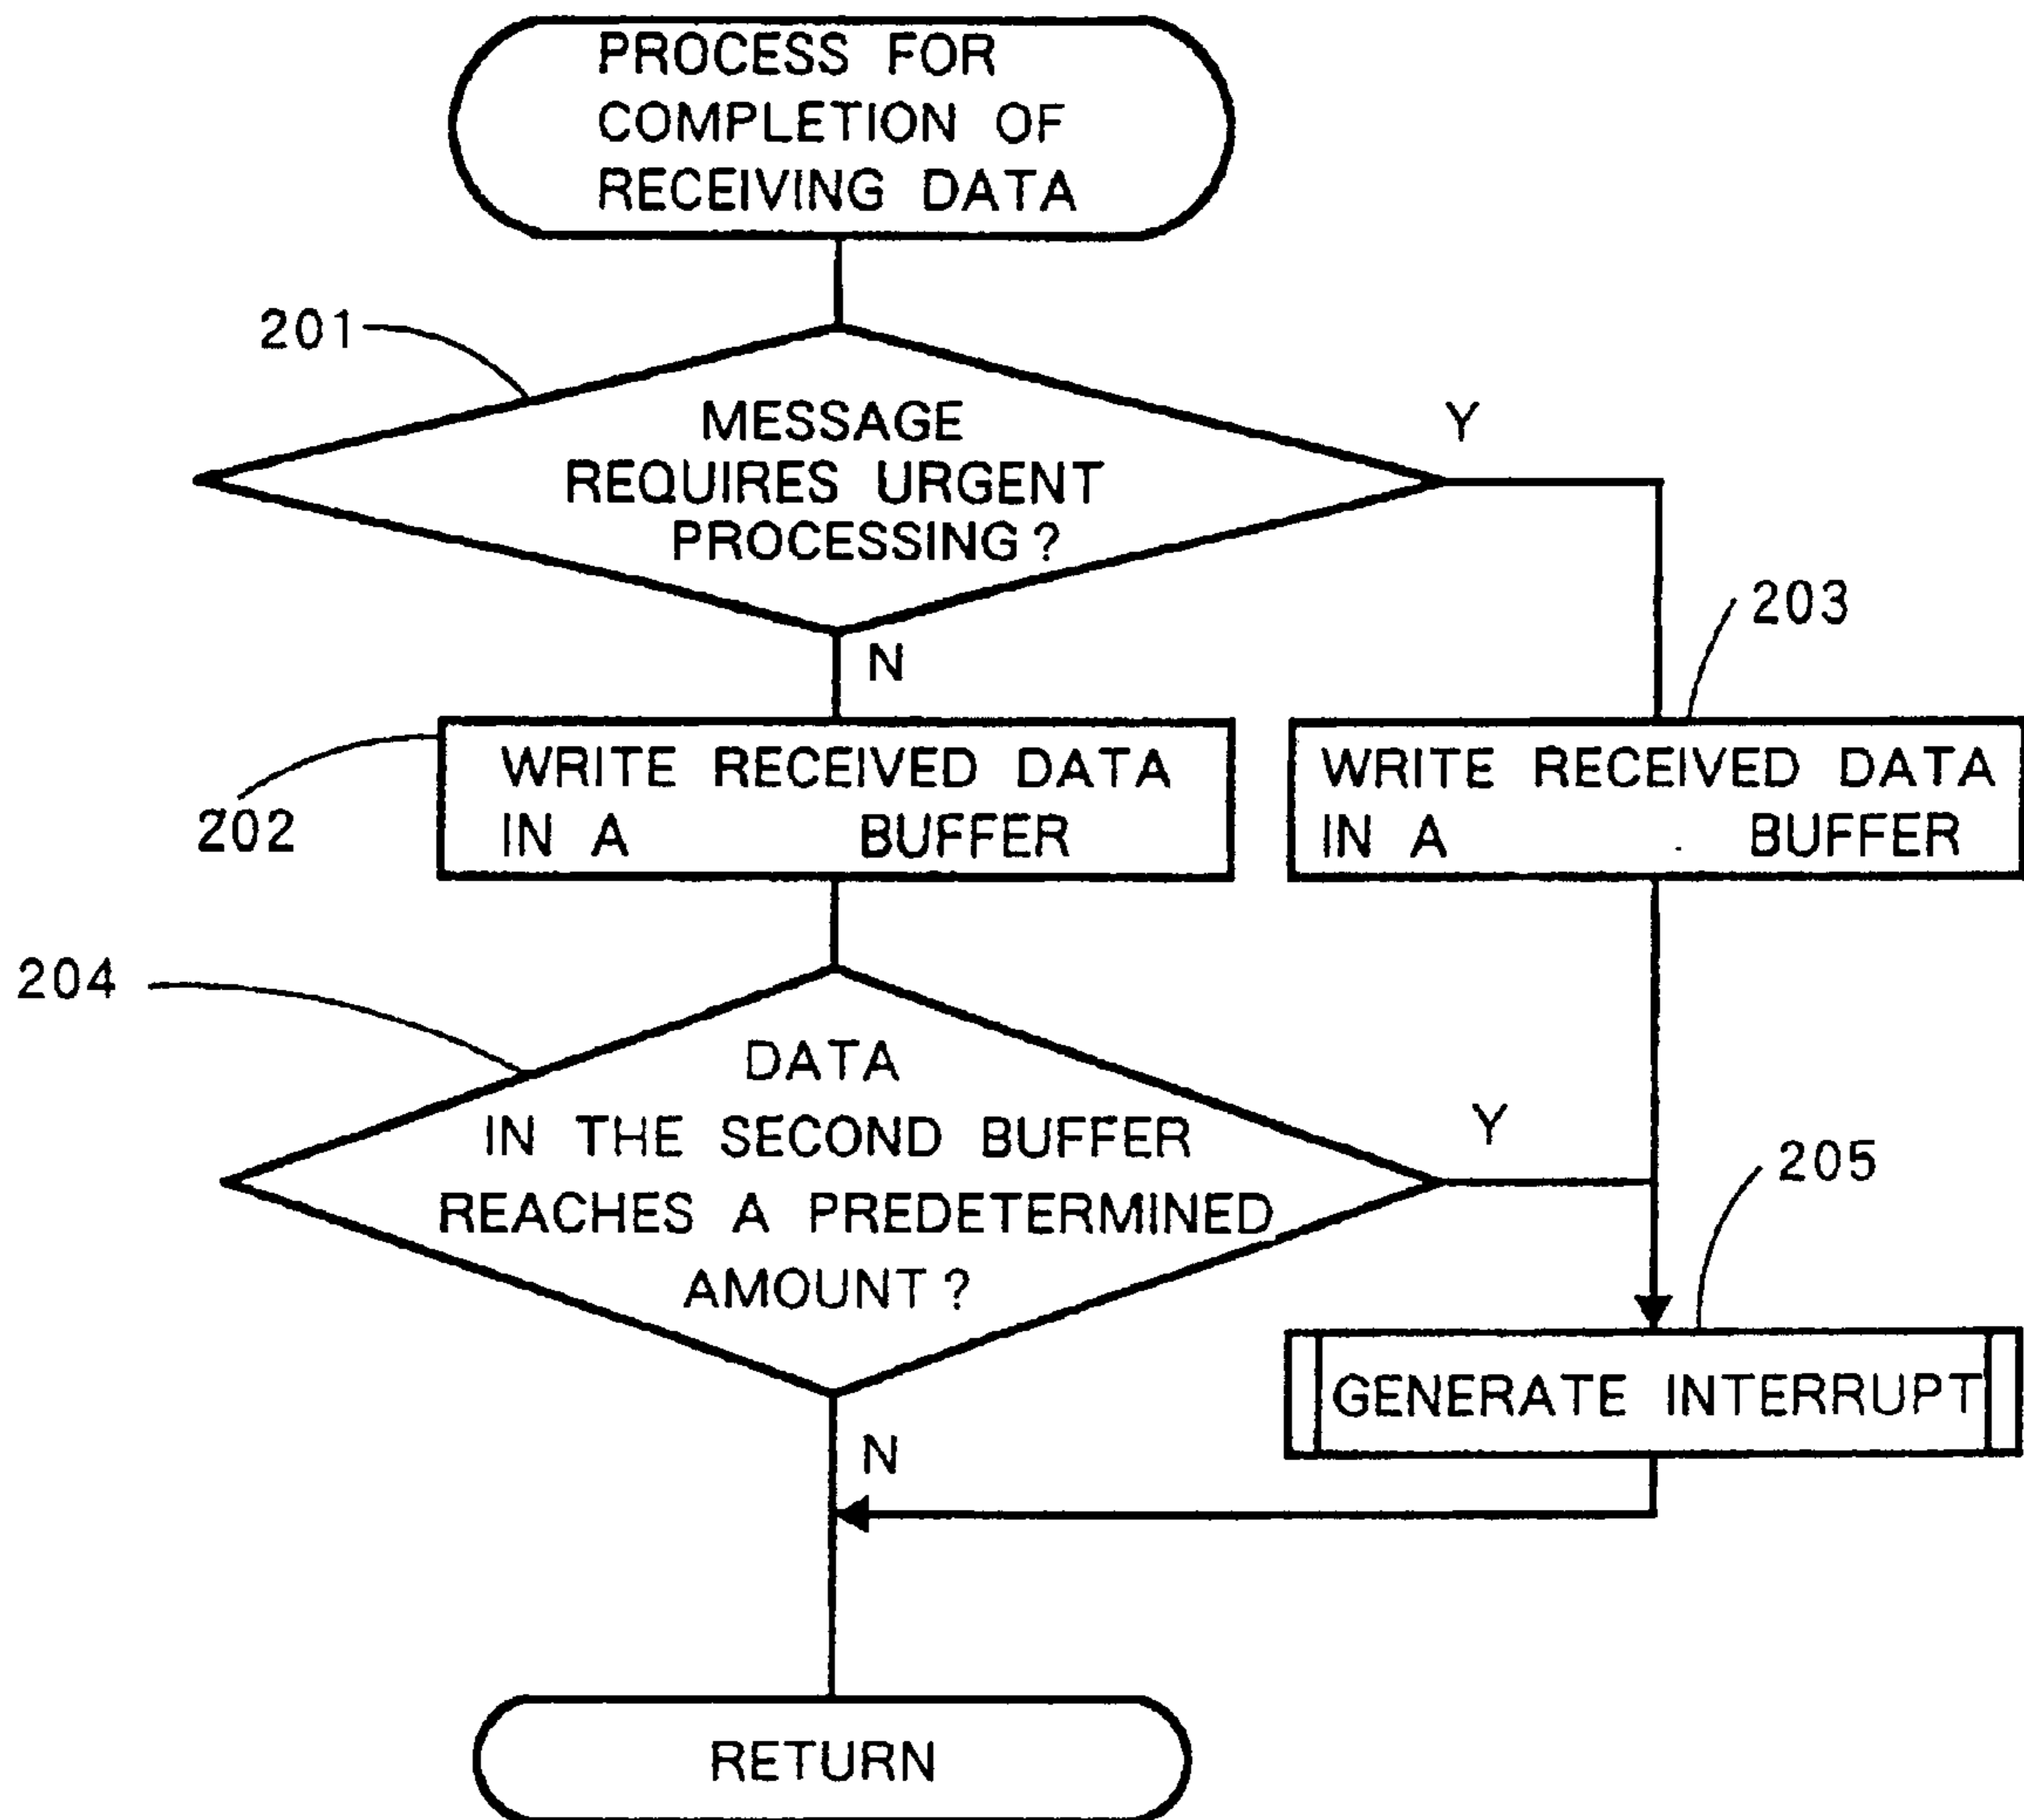 PROCESS FOR
COMPLETION OF
RECEIVING DATA
201
MESSAGE
REQUIRES URGENT
PROCESSING?
Y
N
203
202
WRITE RECEIVED DATA
IN A BUFFER
WRITE RECEIVED DATA
IN A BUFFER
204
DATA
IN THE SECOND BUFFER
REACHES A PREDETERMINED
AMOUNT?
Y
N
205
GENERATE INTERRUPT
RETURN